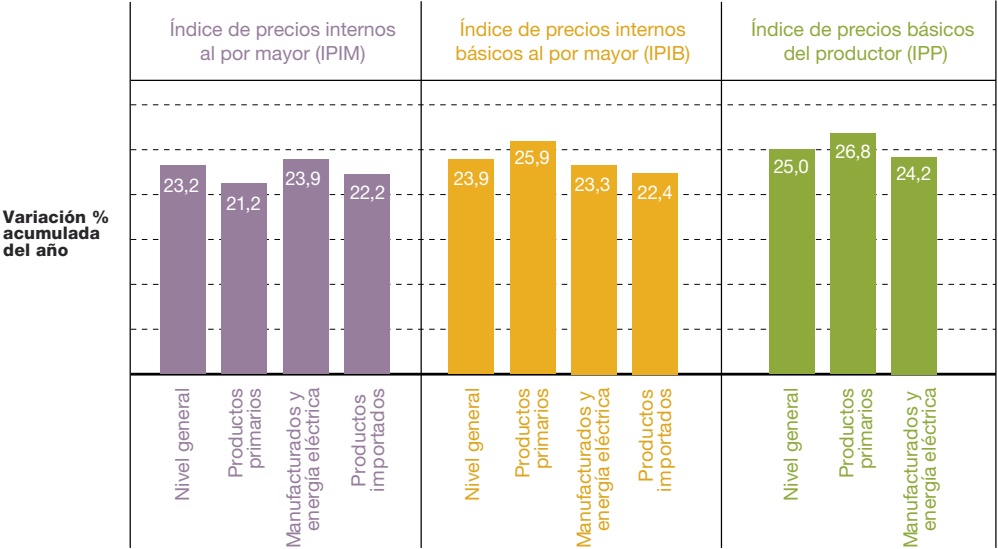 Índice de precios internos
al por mayor (IPIM)
Índice de precios internos
básicos al por mayor (IPIB)
Índice de precios básicos
del productor (IPP)
Variación %
acumulada
del año
23,2
21,2
23,9
22,2
23,9
25,9
23,3
22,4
25,0
26,8
24,2
Nivel general
Productos
primarios
Manufacturados y
energía eléctrica
Productos
importados
Nivel general
Productos
primarios
Manufacturados y
energía eléctrica
Productos
importados
Nivel general
Productos
primarios
Manufacturados y
energía eléctrica